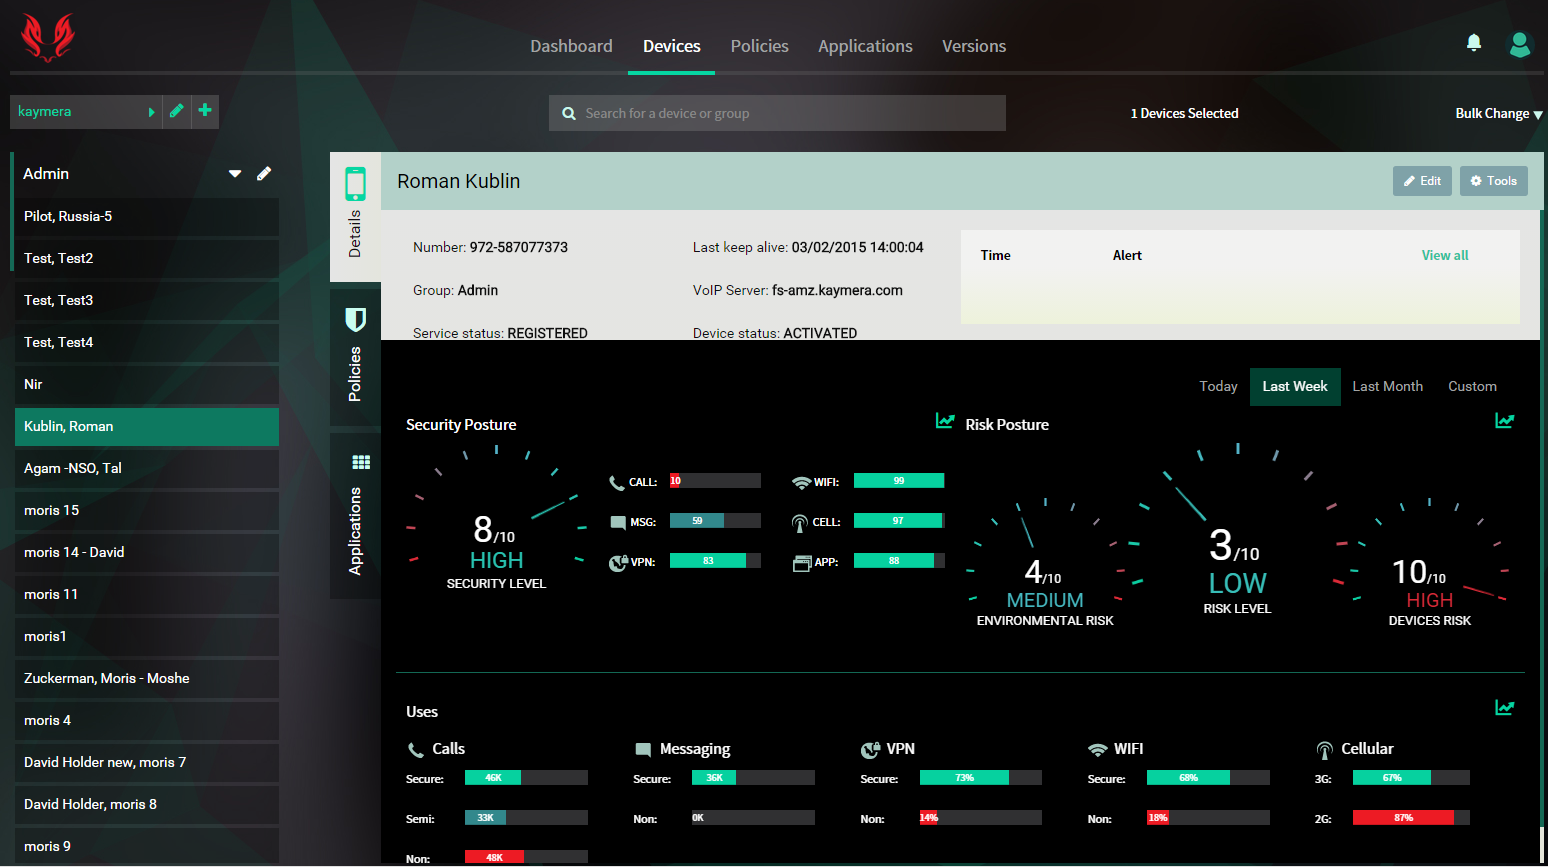 Dashboard
Devices
Policies
Applications
Versions
kaymera
Search for a device or group
1 Devices Selected
Bulk Change
Admin
Pilot, Russia-5
Test, Test2
Test, Test3
Test, Test4
Nir
Kublin, Roman
Agam -NSO, Tal
moris 15
moris 14 - David
moris 11
moris1
Zuckerman, Moris - Moshe
moris 4
David Holder new, moris 7
David Holder, moris 8
moris 9
Details
Policies
Applications
Roman Kublin
Edit
Tools
Number: 972-587077373
Last keep alive: 03/02/2015 14:00:04
Group: Admin
VoIP Server: fs-amz.kaymera.com
Service status: REGISTERED
Device status: ACTIVATED
Time
Alert
View all
Today
Last Week
Last Month
Custom
Security Posture
8/10
HIGH
SECURITY LEVEL
CALL: 10
MSG: 59
VPN: 83
WIFI: 99
CELL: 97
APP: 88
Risk Posture
4/10
MEDIUM
ENVIRONMENTAL RISK
3/10
LOW
RISK LEVEL
10/10
HIGH
DEVICES RISK
Uses
Calls
Secure: 46K
Semi: 33K
Non: 48K
Messaging
Secure: 36K
Non: 0K
VPN
Secure: 73%
Non: 14%
WIFI
Secure: 68%
Non: 18%
Cellular
3G: 67%
2G: 87%